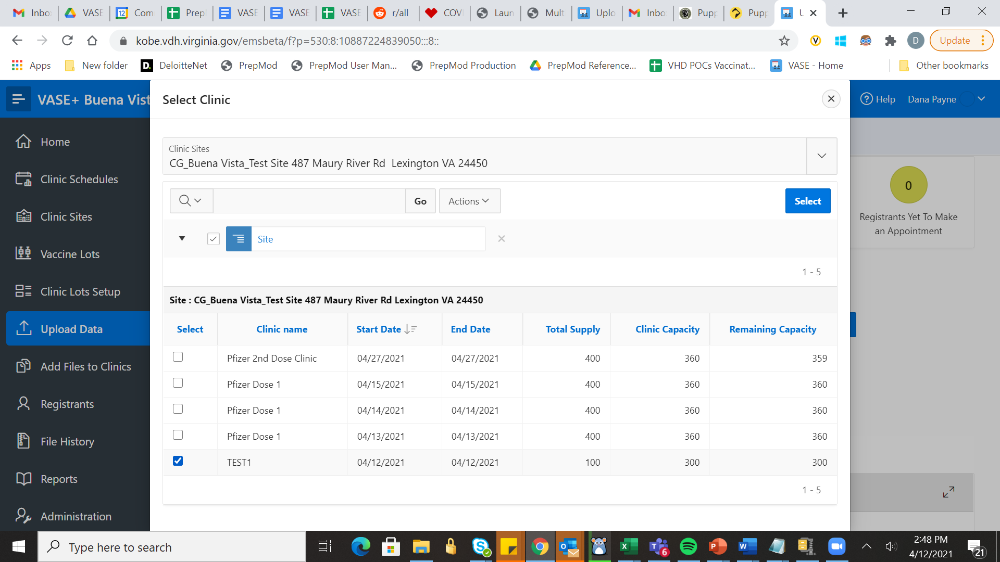 Inbo
VASE
12
Com
Prep
VASE
VASE
VASE
r/all
COVI
Laun
Mult
Uplo
Inbo
Pupp
Pupp
U
kobe.vdh.virginia.gov/emsbeta/f?p=530:8:10887224839050:::8::
V
D
Update
Apps
New folder
D.
DeloitteNet
PrepMod
PrepMod User Man...
PrepMod Production
PrepMod Reference...
VHD POCs Vaccinat...
VASE - Home
Other bookmarks
VASE+ Buena Vist
Help
Dana Payne
Home
Clinic Schedules
Clinic Sites
Vaccine Lots
Clinic Lots Setup
Upload Data
Add Files to Clinics
Registrants
File History
Reports
Administration
Select Clinic
Clinic Sites
CG_Buena Vista_Test Site 487 Maury River Rd  Lexington VA 24450
Go
Actions
Select
Site
1 - 5
Site : CG_Buena Vista_Test Site 487 Maury River Rd Lexington VA 24450
Select Clinic name Start Date End Date Total Supply Clinic Capacity Remaining Capacity
Pfizer 2nd Dose Clinic 04/27/2021 04/27/2021 400 360 359
Pfizer Dose 1 04/15/2021 04/15/2021 400 360 360
Pfizer Dose 1 04/14/2021 04/14/2021 400 360 360
Pfizer Dose 1 04/13/2021 04/13/2021 400 360 360
TEST1 04/12/2021 04/12/2021 100 300 300
1 - 5
0
Registrants Yet To Make
an Appointment
Type here to search
6
2:48 PM
4/12/2021
21